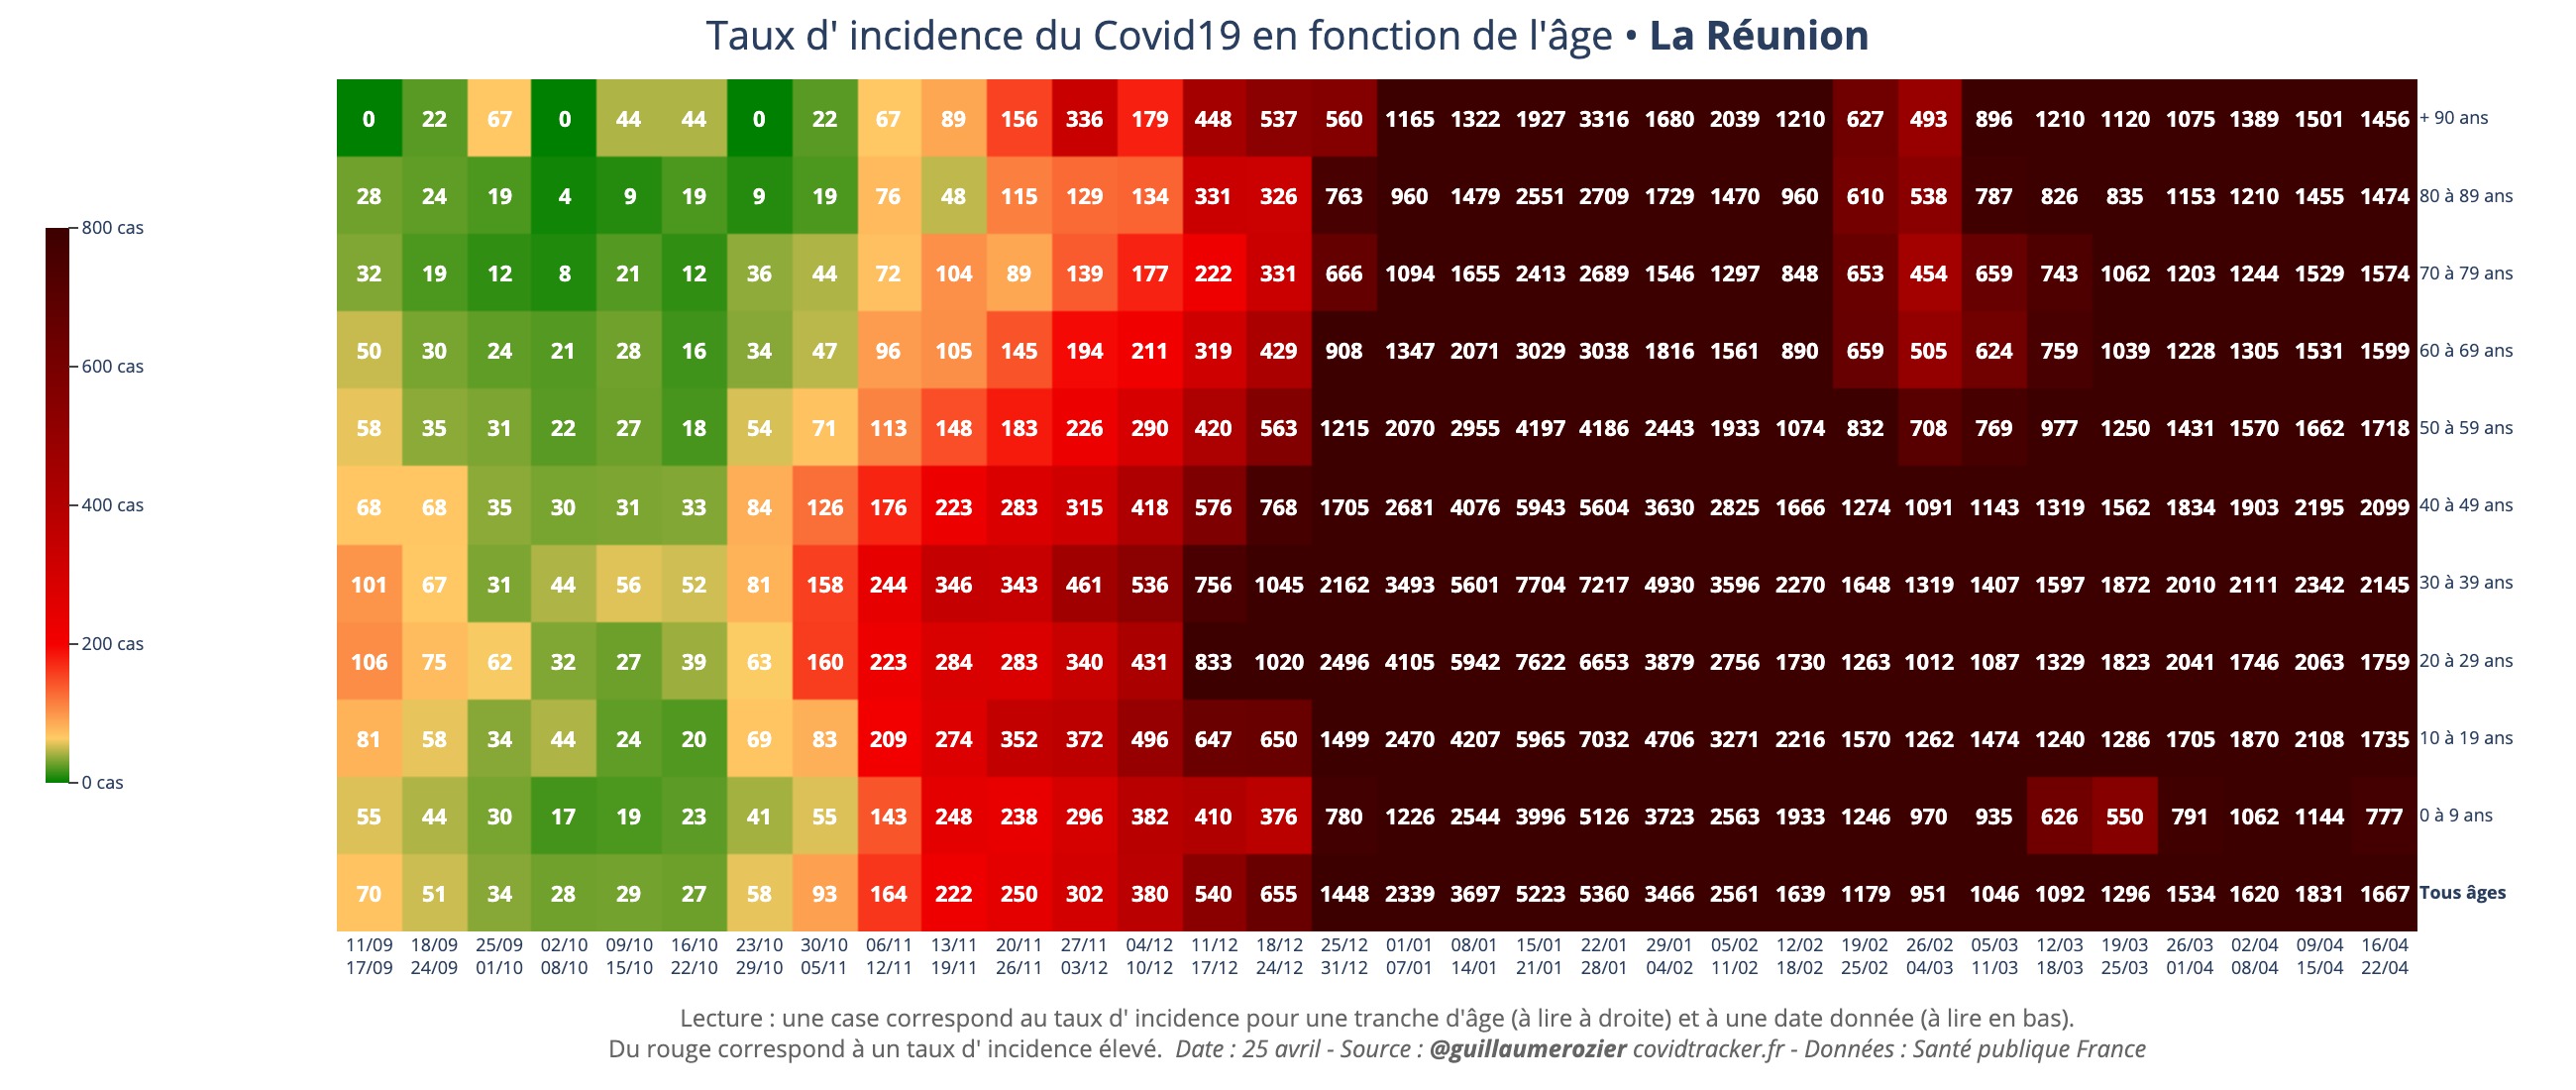 Taux d' incidence du Covid19 en fonction de l'âge • La Réunion
800 cas
600 cas
400 cas
200 cas
0 cas
0 22 67 0 44 44 0 22 67 89 156 336 179 448 537 560 1165 1322 1927 3316 1680 2039 1210 627 493 896 1210 1120 1075 1389 1501 1456 + 90 ans
28 24 19 4 9 19 9 19 76 48 115 129 134 331 326 763 960 1479 2551 2709 1729 1470 960 610 538 787 826 835 1153 1210 1455 1474 80 à 89 ans
32 19 12 8 21 12 36 44 72 104 89 139 177 222 331 666 1094 1655 2413 2689 1546 1297 848 653 454 659 743 1062 1203 1244 1529 1574 70 à 79 ans
50 30 24 21 28 16 34 47 96 105 145 194 211 319 429 908 1347 2071 3029 3038 1816 1561 890 659 505 624 759 1039 1228 1305 1531 1599 60 à 69 ans
58 35 31 22 27 18 54 71 113 148 183 226 290 420 563 1215 2070 2955 4197 4186 2443 1933 1074 832 708 769 977 1250 1431 1570 1662 1718 50 à 59 ans
68 68 35 30 31 33 84 126 176 223 283 315 418 576 768 1705 2681 4076 5943 5604 3630 2825 1666 1274 1091 1143 1319 1562 1834 1903 2195 2099 40 à 49 ans
101 67 31 44 56 52 81 158 244 346 343 461 536 756 1045 2162 3493 5601 7704 7217 4930 3596 2270 1648 1319 1407 1597 1872 2010 2111 2342 2145 30 à 39 ans
106 75 62 32 27 39 63 160 223 284 283 340 431 833 1020 2496 4105 5942 7622 6653 3879 2756 1730 1263 1012 1087 1329 1823 2041 1746 2063 1759 20 à 29 ans
81 58 34 44 24 20 69 83 209 274 352 372 496 647 650 1499 2470 4207 5965 7032 4706 3271 2216 1570 1262 1474 1240 1286 1705 1870 2108 1735 10 à 19 ans
55 44 30 17 19 23 41 55 143 248 238 296 382 410 376 780 1226 2544 3996 5126 3723 2563 1933 1246 970 935 626 550 791 1062 1144 777 0 à 9 ans
70 51 34 28 29 27 58 93 164 222 250 302 380 540 655 1448 2339 3697 5223 5360 3466 2561 1639 1179 951 1046 1092 1296 1534 1620 1831 1667 Tous âges
11/09 18/09 25/09 02/10 09/10 16/10 23/10 30/10 06/11 13/11 20/11 27/11 04/12 11/12 18/12 25/12 01/01 08/01 15/01 22/01 29/01 05/02 12/02 19/02 26/02 05/03 12/03 19/03 26/03 02/04 09/04 16/04
17/09 24/09 01/10 08/10 15/10 22/10 29/10 05/11 12/11 19/11 26/11 03/12 10/12 17/12 24/12 31/12 07/01 14/01 21/01 28/01 04/02 11/02 18/02 25/02 04/03 11/03 18/03 25/03 01/04 08/04 15/04 22/04
Lecture : une case correspond au taux d' incidence pour une tranche d'âge (à lire à droite) et à une date donnée (à lire en bas).
Du rouge correspond à un taux d' incidence élevé. Date : 25 avril - Source : @guillaumerozier covidtracker.fr - Données : Santé publique France